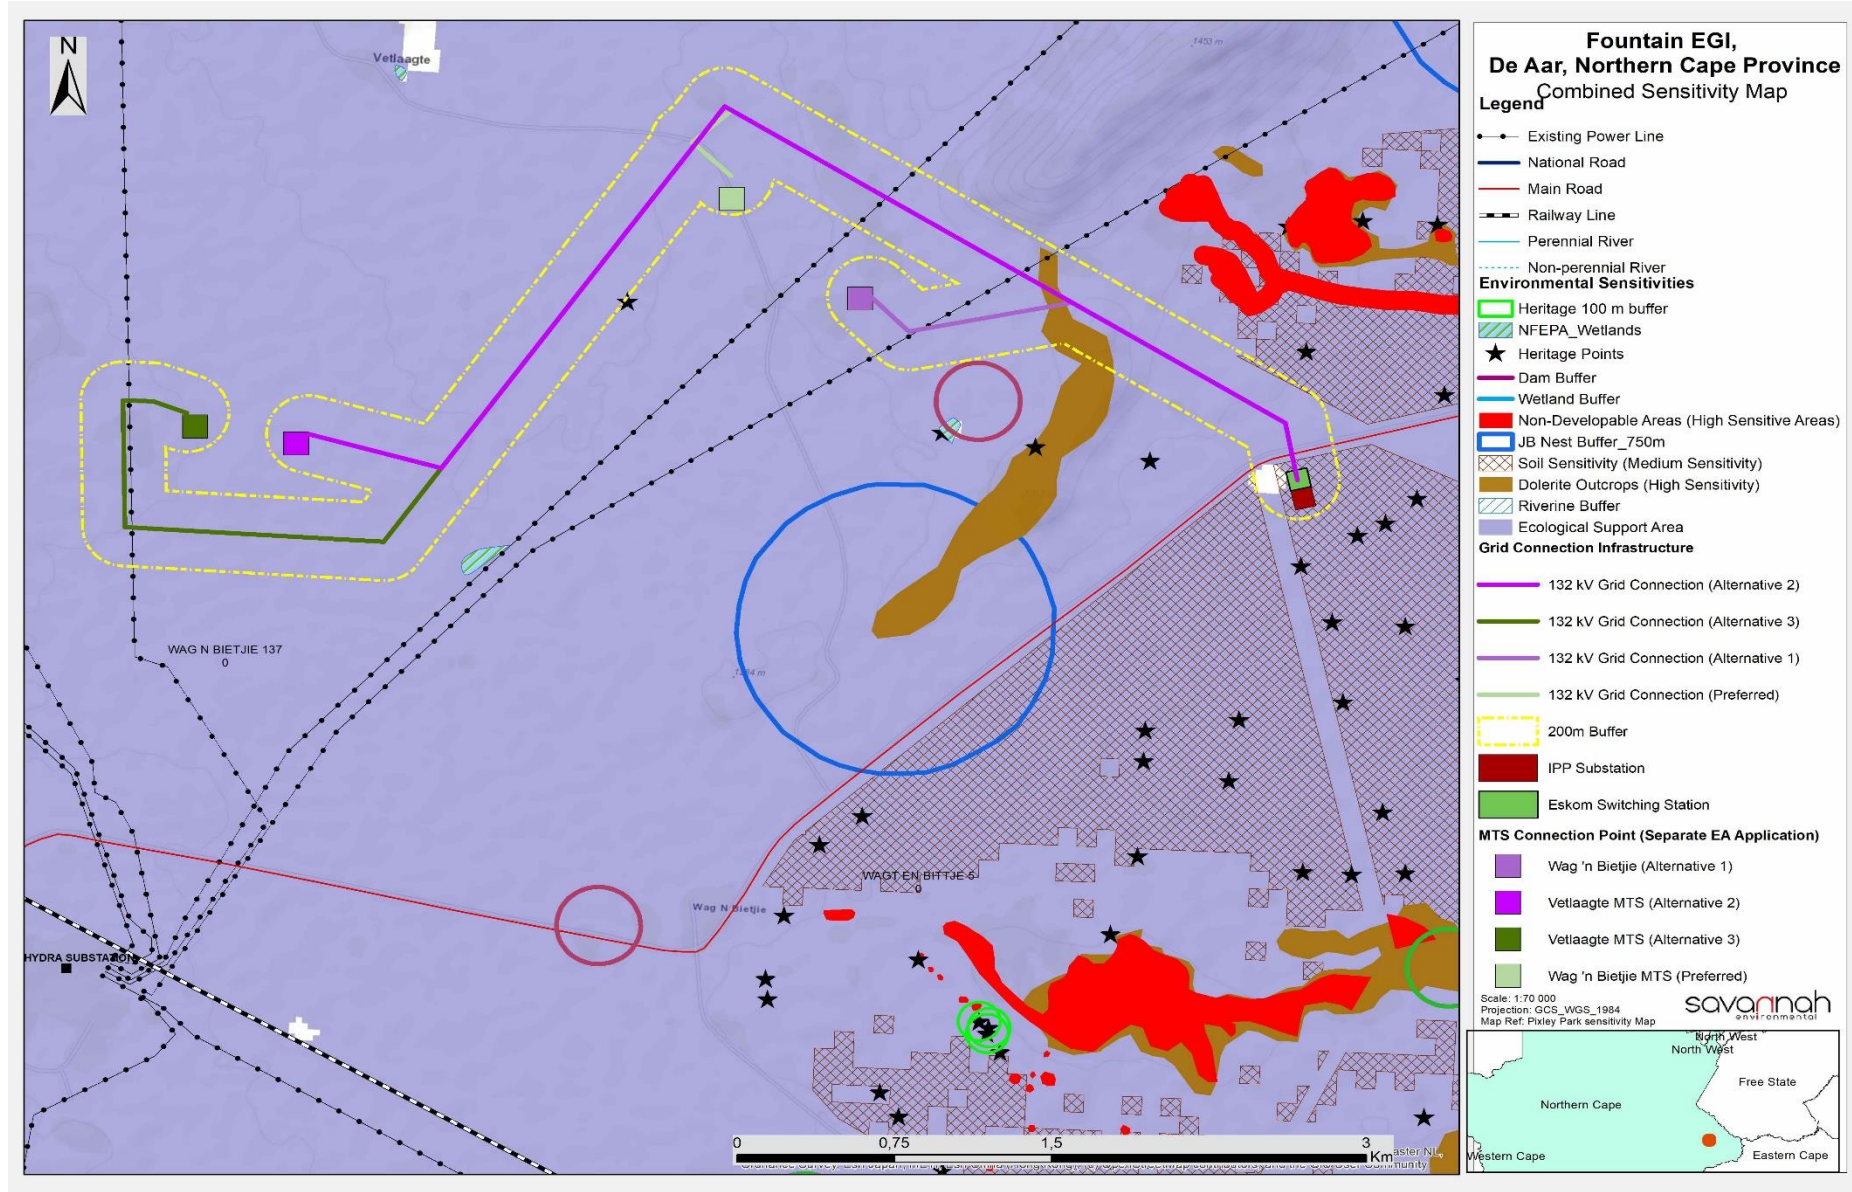 N
Vetlaagte
1453 m
WAG N BIETJIE 137
0
WAGT EN BITTJE 5
0
Wag N Bietjie
HYDRA SUBSTATION
0
0,75
1,5
3
Km
Fountain EGI,
De Aar, Northern Cape Province
Combined Sensitivity Map
Legend
Existing Power Line
National Road
Main Road
Railway Line
Perennial River
Non-perennial River
Environmental Sensitivities
Heritage 100 m buffer
NFEPA_Wetlands
Heritage Points
Dam Buffer
Wetland Buffer
Non-Developable Areas (High Sensitive Areas)
JB Nest Buffer_750m
Soil Sensitivity (Medium Sensitivity)
Dolerite Outcrops (High Sensitivity)
Riverine Buffer
Ecological Support Area
Grid Connection Infrastructure
132 kV Grid Connection (Alternative 2)
132 kV Grid Connection (Alternative 3)
132 kV Grid Connection (Alternative 1)
132 kV Grid Connection (Preferred)
200m Buffer
IPP Substation
Eskom Switching Station
MTS Connection Point (Separate EA Application)
Wag 'n Bietjie (Alternative 1)
Vetlaagte MTS (Alternative 2)
Vetlaagte MTS (Alternative 3)
Wag 'n Bietjie MTS (Preferred)
Scale: 1:70 000
Projection: GCS_WGS_1984
Map Ref: Pixley Park sensitivity Map
savannah
environmental
North West
North West
Free State
Northern Cape
Western Cape
Eastern Cape